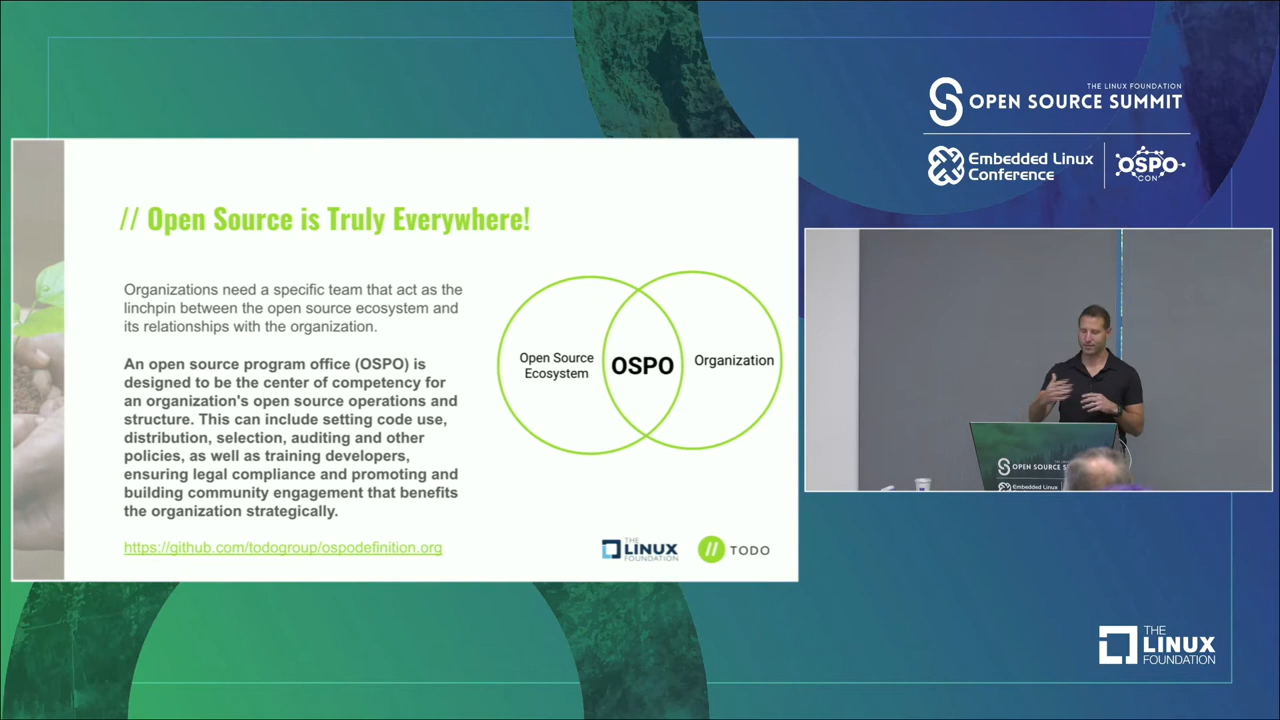 THE LINUX FOUNDATION
OPEN SOURCE SUMMIT
Embedded Linux
Conference
OSPO
CON
// Open Source is Truly Everywhere!
Organizations need a specific team that act as the
linchpin between the open source ecosystem and
its relationships with the organization.
An open source program office (OSPO) is
designed to be the center of competency for
an organization's open source operations and
structure. This can include setting code use,
distribution, selection, auditing and other
policies, as well as training developers,
ensuring legal compliance and promoting and
building community engagement that benefits
the organization strategically.
https://github.com/todogroup/ospodefinition.org
Open Source
Ecosystem
OSPO
Organization
THE
LINUX
FOUNDATION
// TODO
OPEN SOURCE S
Embedded Linux
THE
LINUX
FOUNDATION